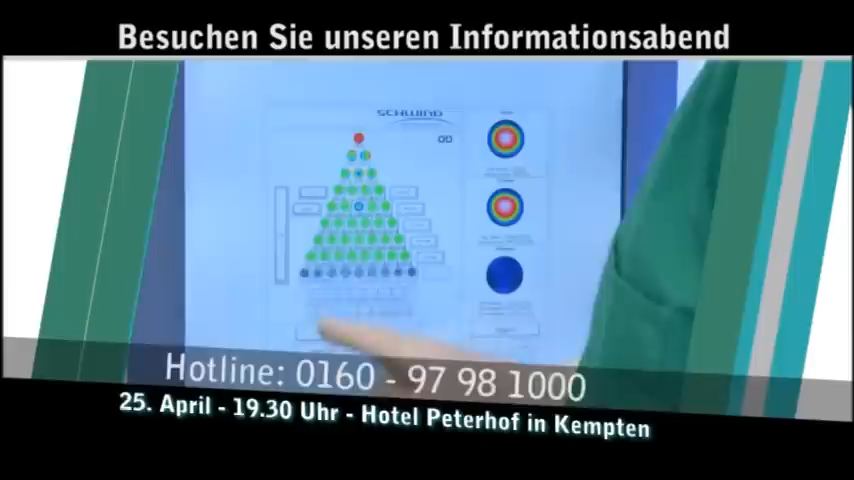 Besuchen Sie unseren Informationsabend
SCHWIND
OD
Hotline: 0160 - 97 98 1000
25. April - 19.30 Uhr - Hotel Peterhof in Kempten